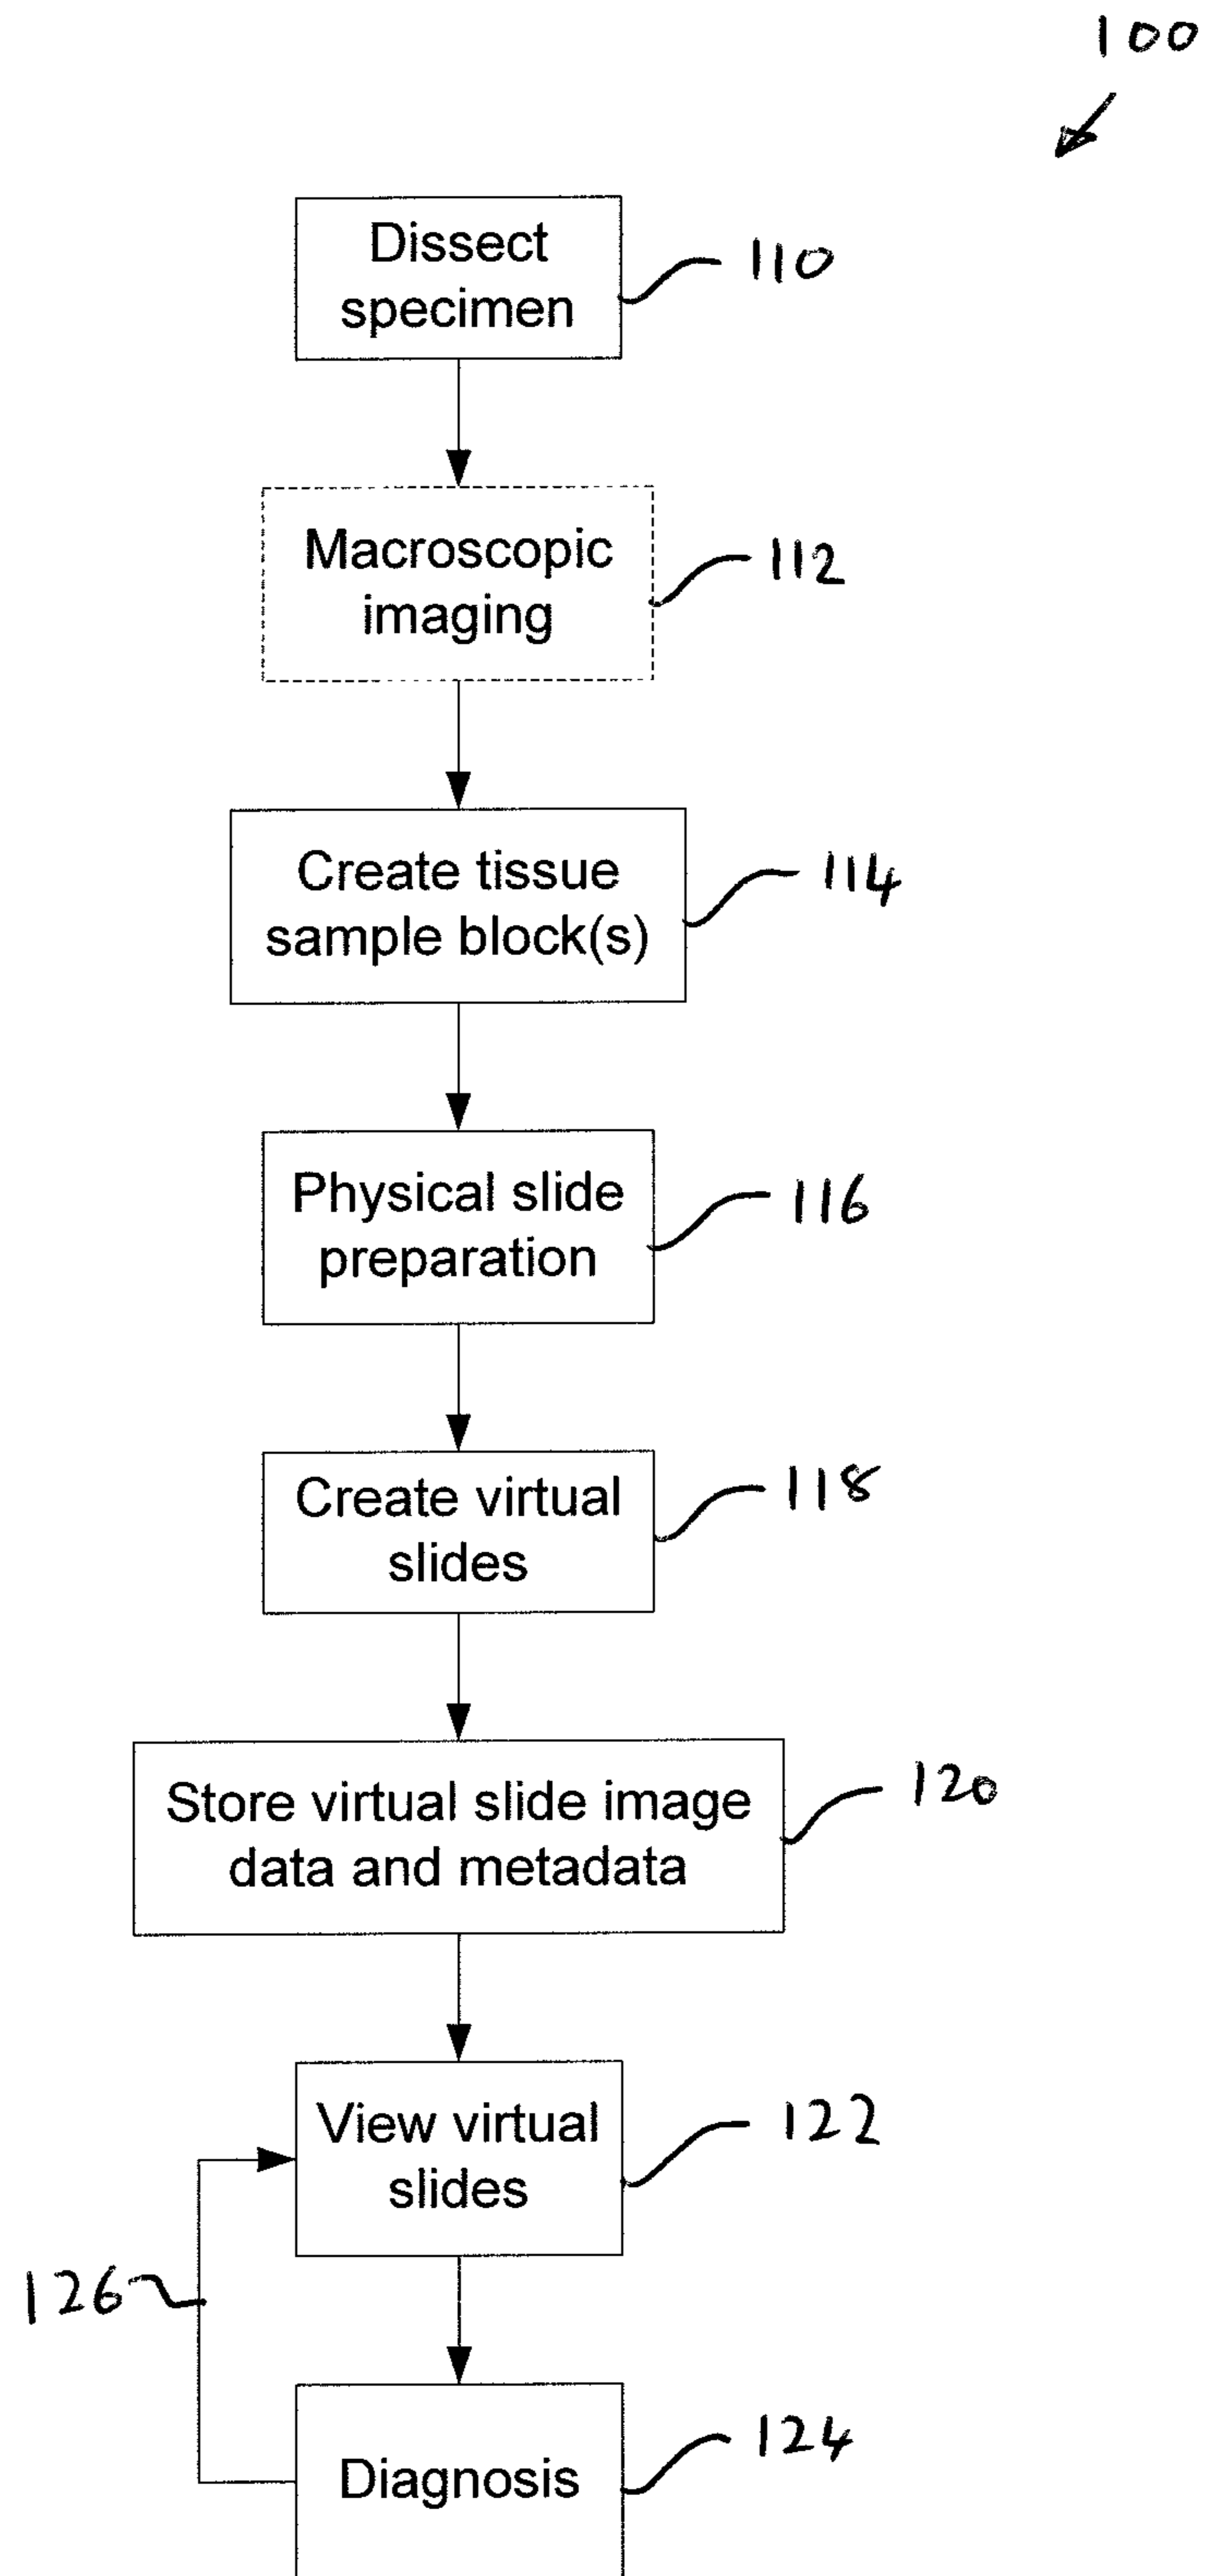 100
Dissect
specimen
110
Macroscopic
imaging
112
Create tissue
sample block(s)
114
Physical slide
preparation
116
Create virtual
slides
118
Store virtual slide image
data and metadata
120
View virtual
slides
122
126
Diagnosis
124